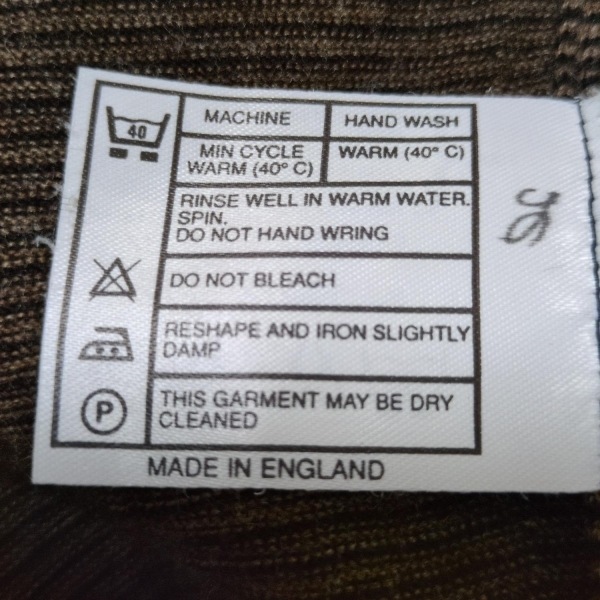 40
MACHINE
HAND WASH
MIN CYCLE
WARM (40° C)
WARM (40° C)
RINSE WELL IN WARM WATER.
SPIN.
DO NOT HAND WRING
DO NOT BLEACH
RESHAPE AND IRON SLIGHTLY
DAMP
P
THIS GARMENT MAY BE DRY
CLEANED
MADE IN ENGLAND